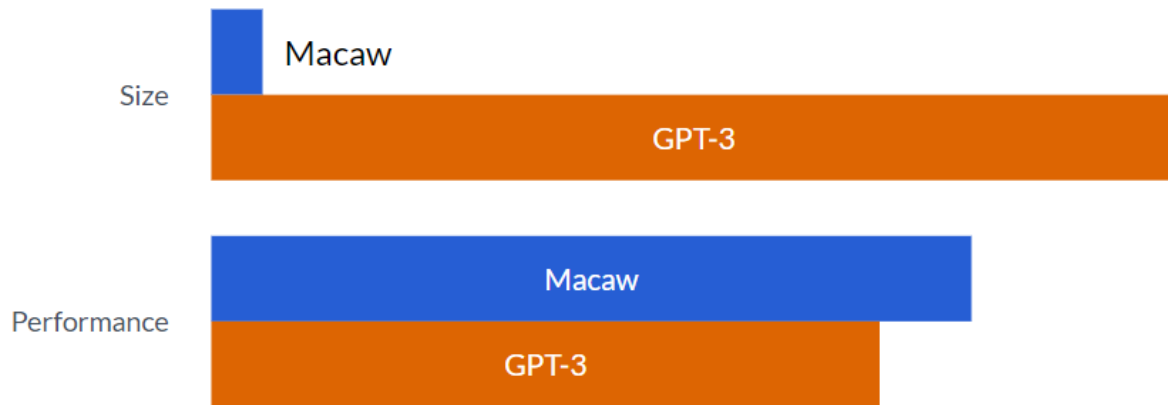 Macaw
Size
GPT-3
Macaw
Performance
GPT-3